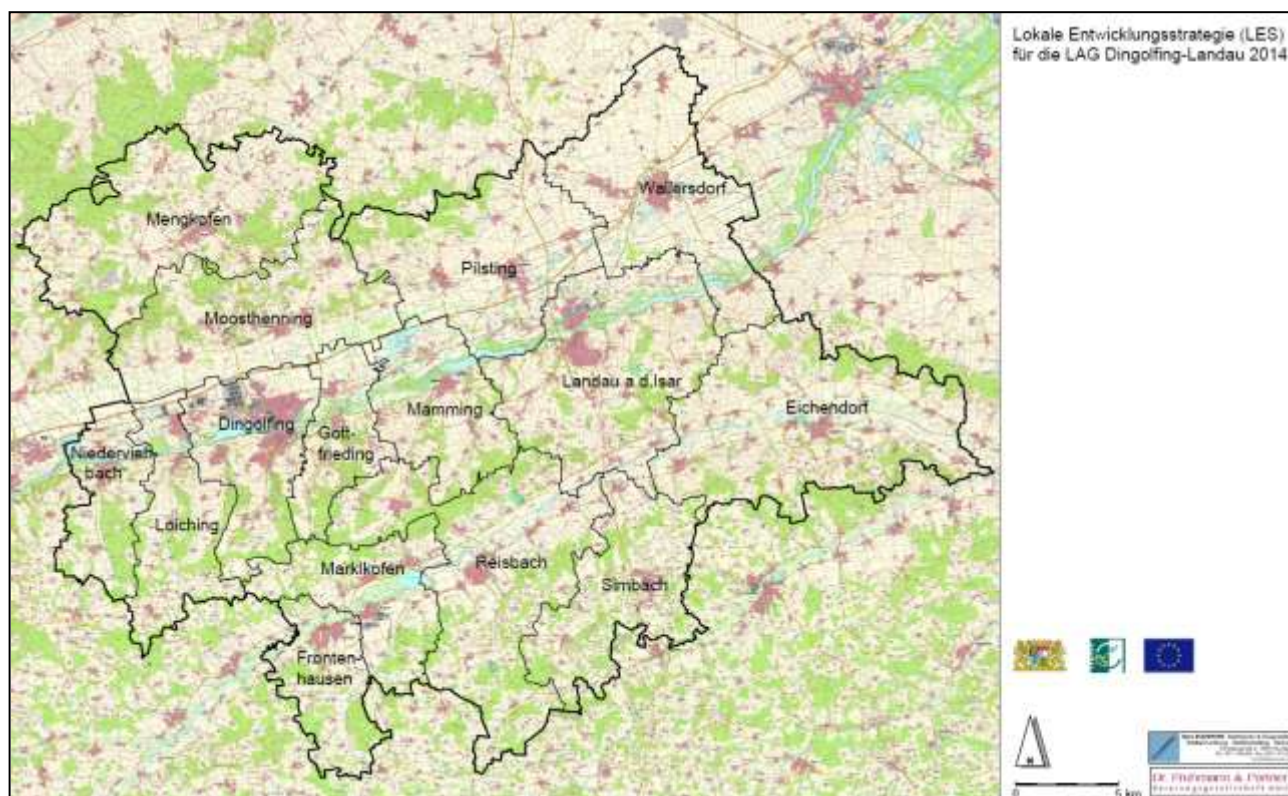 Lokale Entwicklungsstrategie (LES)
für die LAG Dingolfing-Landau 2014
Wallersdorf
Mengkofen
Pilsting
Moosthenning
Landau a.d.Isar
Mamming
Eichendorf
Dingolfing
Gott-
frieding
Niedervieh-
bach
Loiching
Marklkofen
Reisbach
Simbach
Fronten-
hausen
N
0 5 km
Dr. Fruhmann & Partner